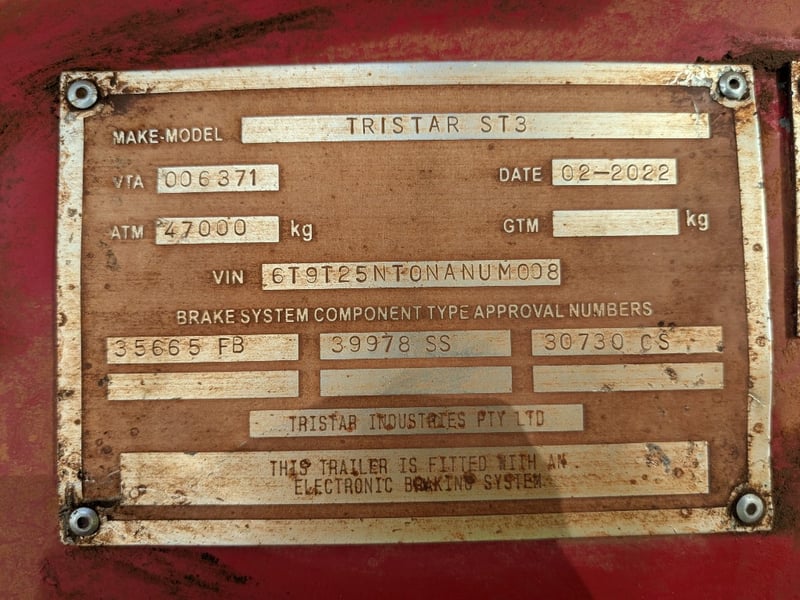 MAKE-MODEL TRISTAR ST3
VTA 006371 DATE 02-2022
ATM 47000 kg GTM kg
VIN 6T9T25NT0NANUM008
BRAKE SYSTEM COMPONENT TYPE APPROVAL NUMBERS
35665 FB 39978 SS 30730 CS
TRISTAR INDUSTRIES PTY LTD
THIS TRAILER IS FITTED WITH AN
ELECTRONIC BRAKING SYSTEM.